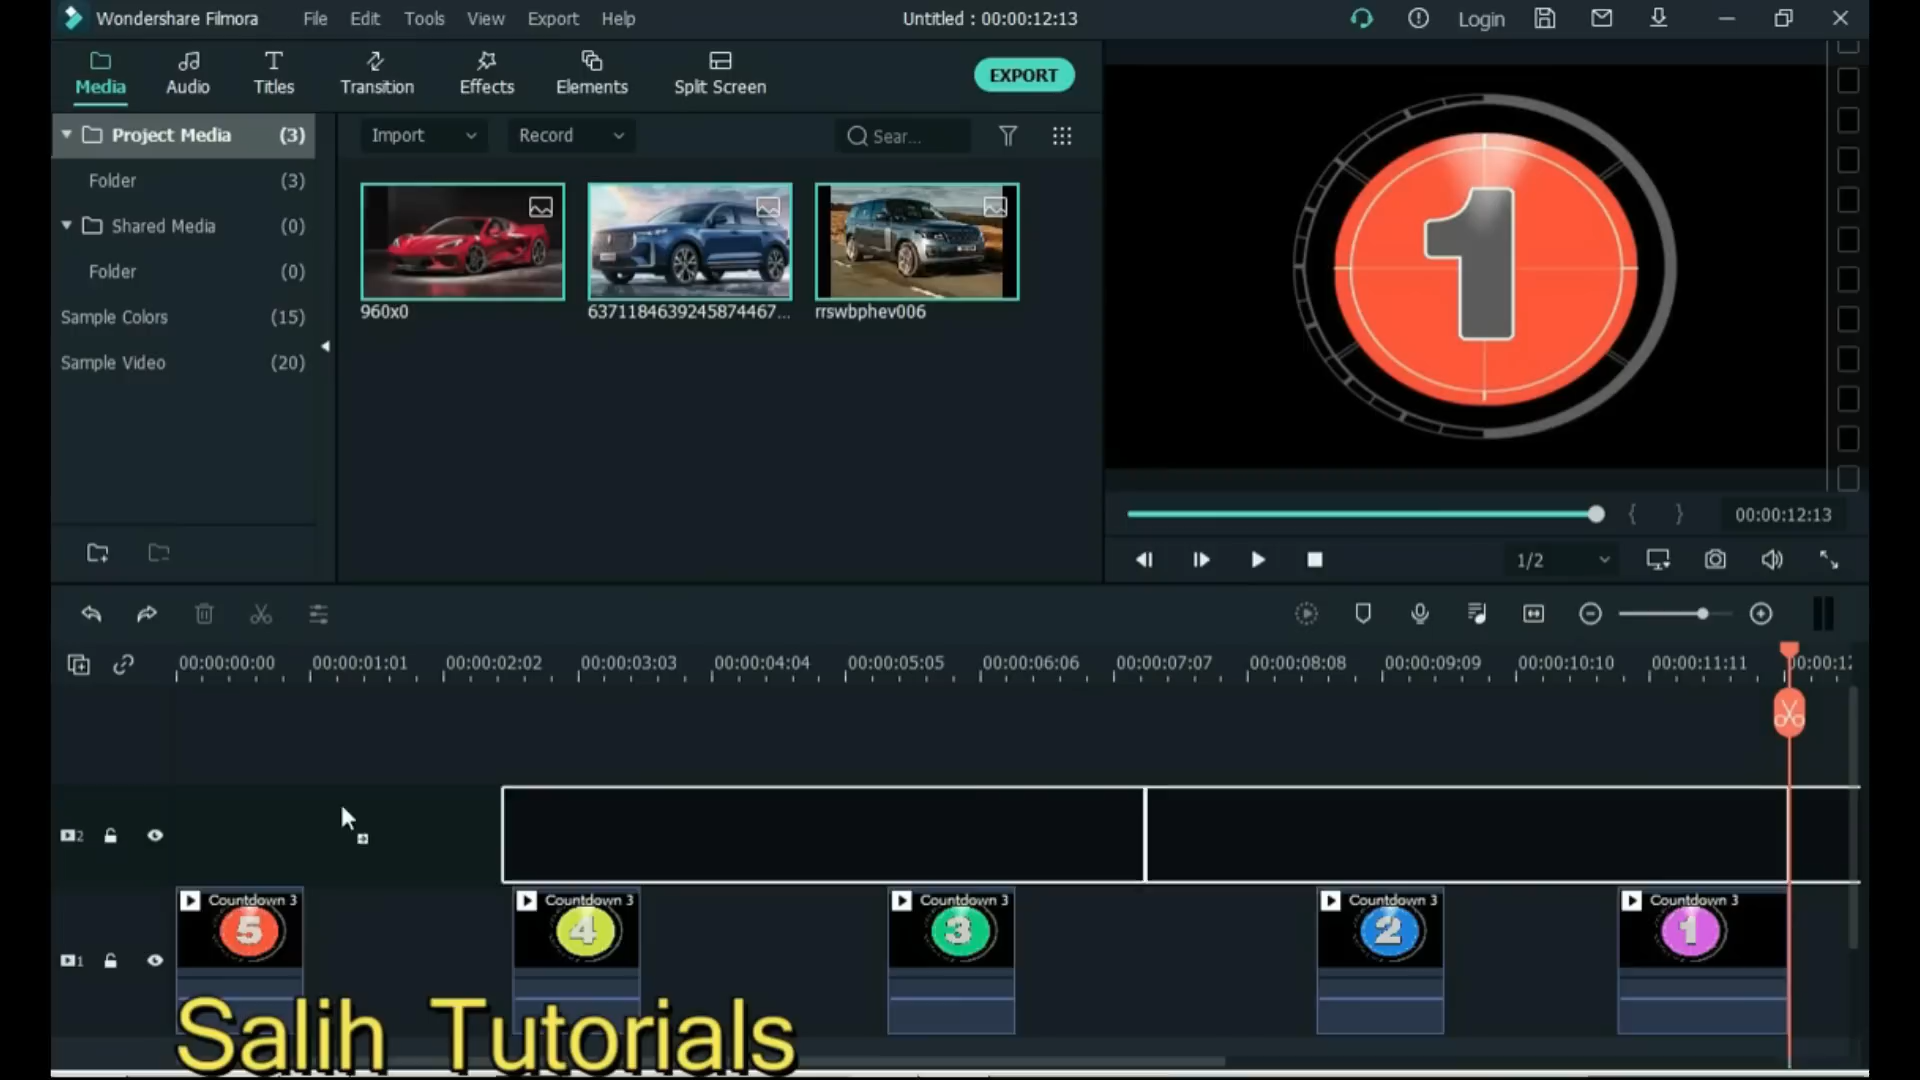 Wondershare Filmora File Edit Tools View Export Help Untitled : 00:00:12:13 Login
Media Audio Titles Transition Effects Elements Split Screen EXPORT
Project Media (3)
Folder (3)
Shared Media (0)
Folder (0)
Sample Colors (15)
Sample Video (20)
Import Record Sear...
960x0 6371184639245874467... rrswbphev006
1
00:00:12:13
1/2
00:00:00:00 00:00:01:01 00:00:02:02 00:00:03:03 00:00:04:04 00:00:05:05 00:00:06:06 00:00:07:07 00:00:08:08 00:00:09:09 00:00:10:10 00:00:11:11 00:00:12
2
Countdown 3 Countdown 3 Countdown 3 Countdown 3 Countdown 3
5 4 3 2 1
1
Salih Tutorials